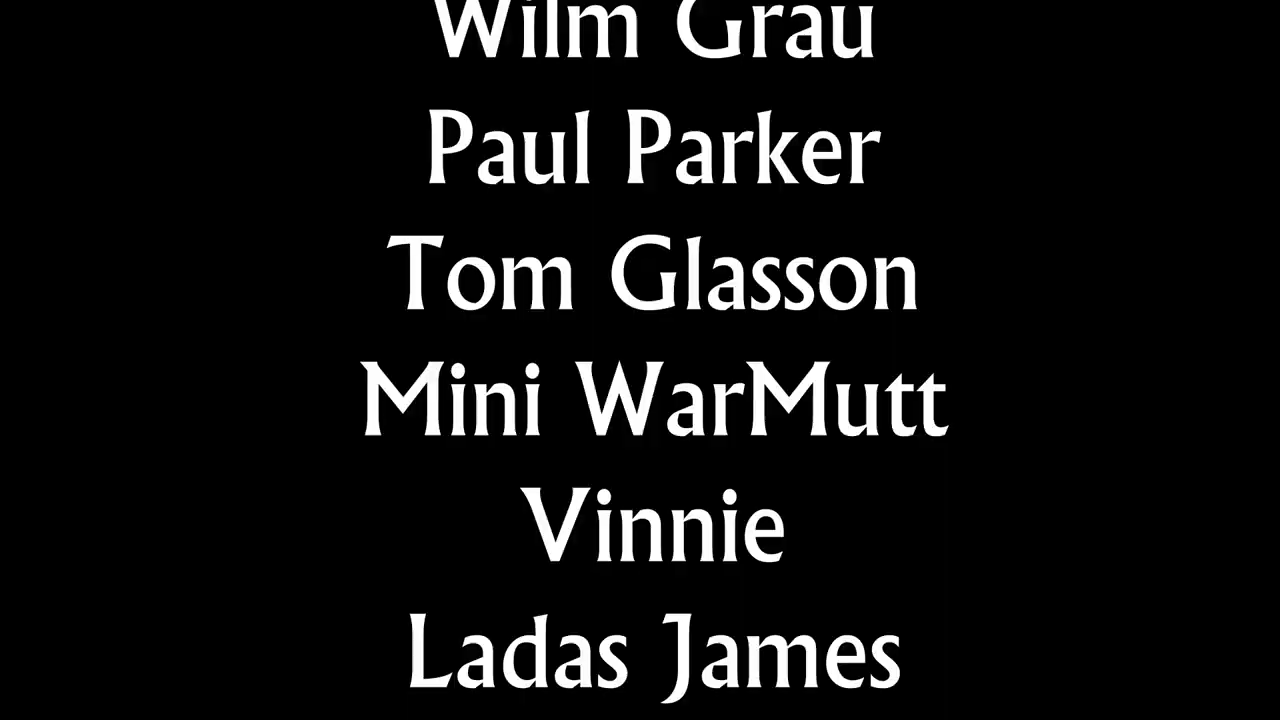 Wilm Grau
Paul Parker
Tom Glasson
Mini WarMutt
Vinnie
Ladas James